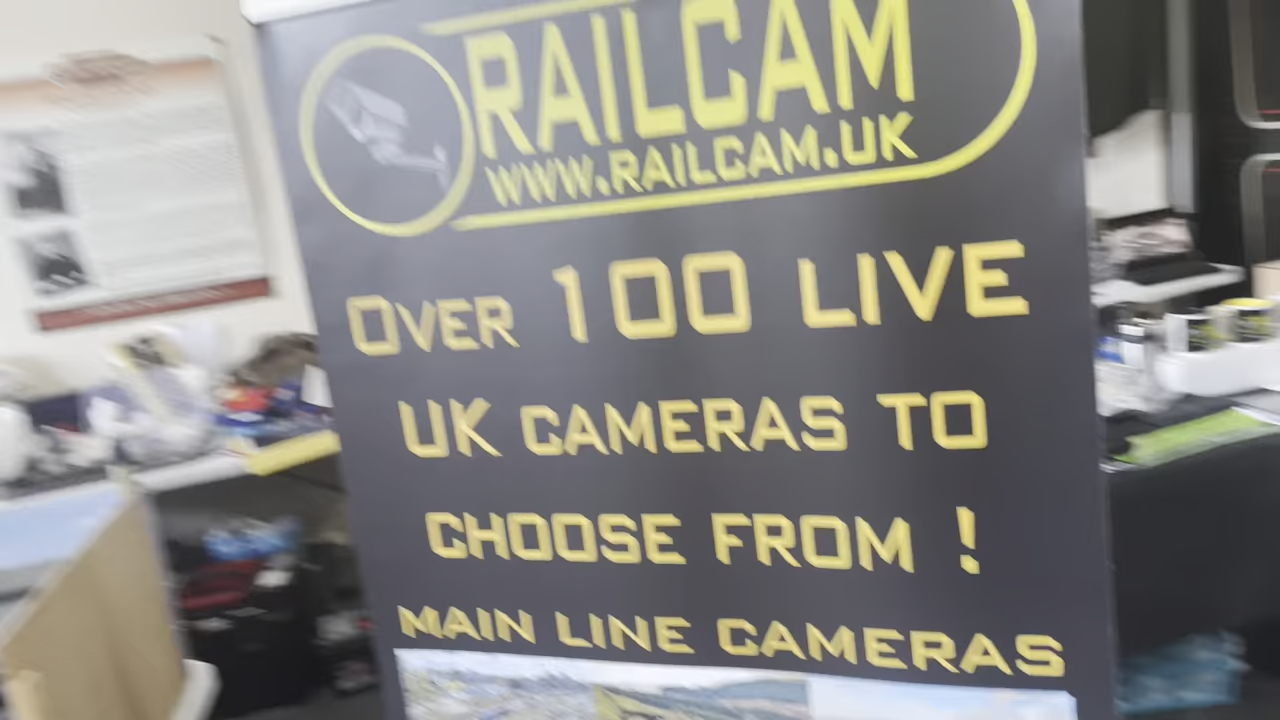 RAILCAM
WWW.RAILCAM.UK
OVER 100 LIVE
UK CAMERAS TO
CHOOSE FROM !
MAIN LINE CAMERAS